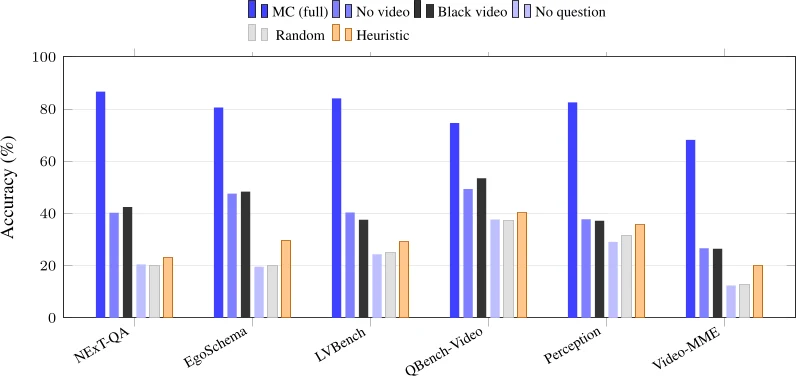 MC (full) No video Black video No question
Random Heuristic
100
80
60
40
20
0
Accuracy (%)
NExT-QA
EgoSchema
LVBench
QBench-Video
Perception
Video-MME